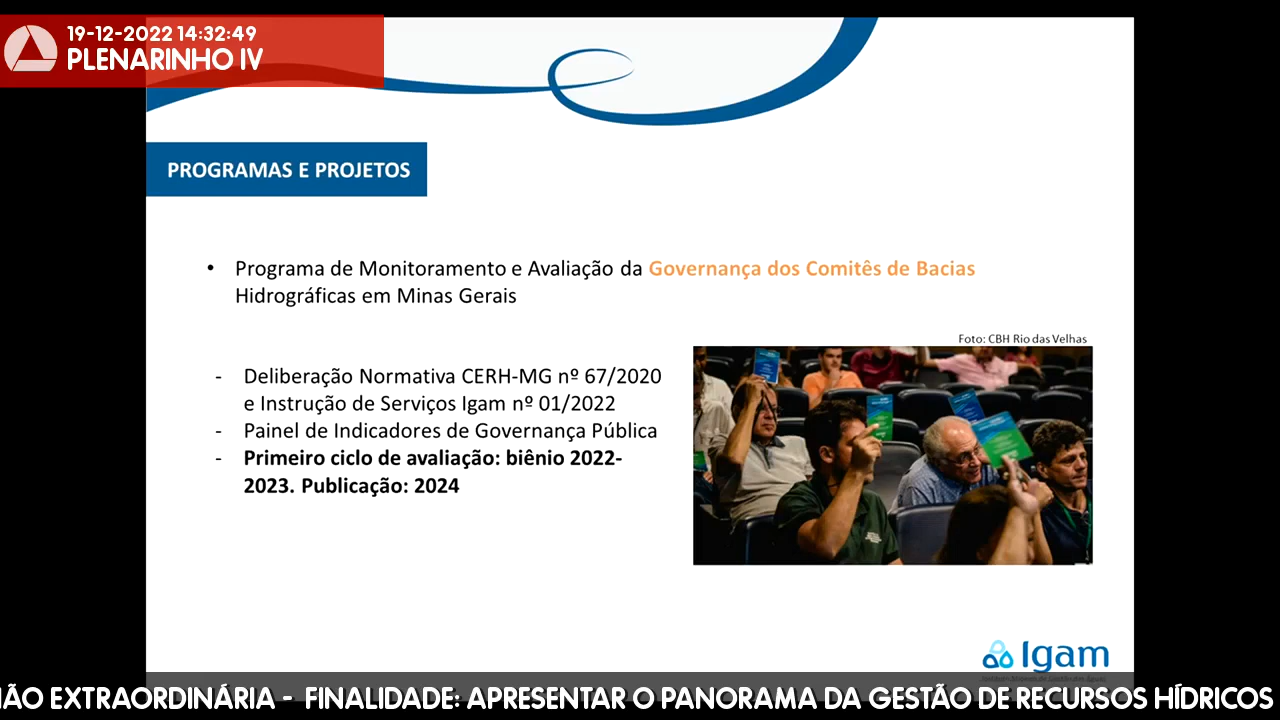 19-12-2022 14:32:49
PLENARINHO IV
PROGRAMAS E PROJETOS
• Programa de Monitoramento e Avaliação da Governança dos Comitês de Bacias
Hidrográficas em Minas Gerais
Foto: CBH Rio das Velhas
- Deliberação Normativa CERH-MG nº 67/2020
e Instrução de Serviços Igam nº 01/2022
- Painel de Indicadores de Governança Pública
- Primeiro ciclo de avaliação: biênio 2022-
2023. Publicação: 2024
Igam
ÃO EXTRAORDINÁRIA - FINALIDADE: APRESENTAR O PANORAMA DA GESTÃO DE RECURSOS HÍDRICOS